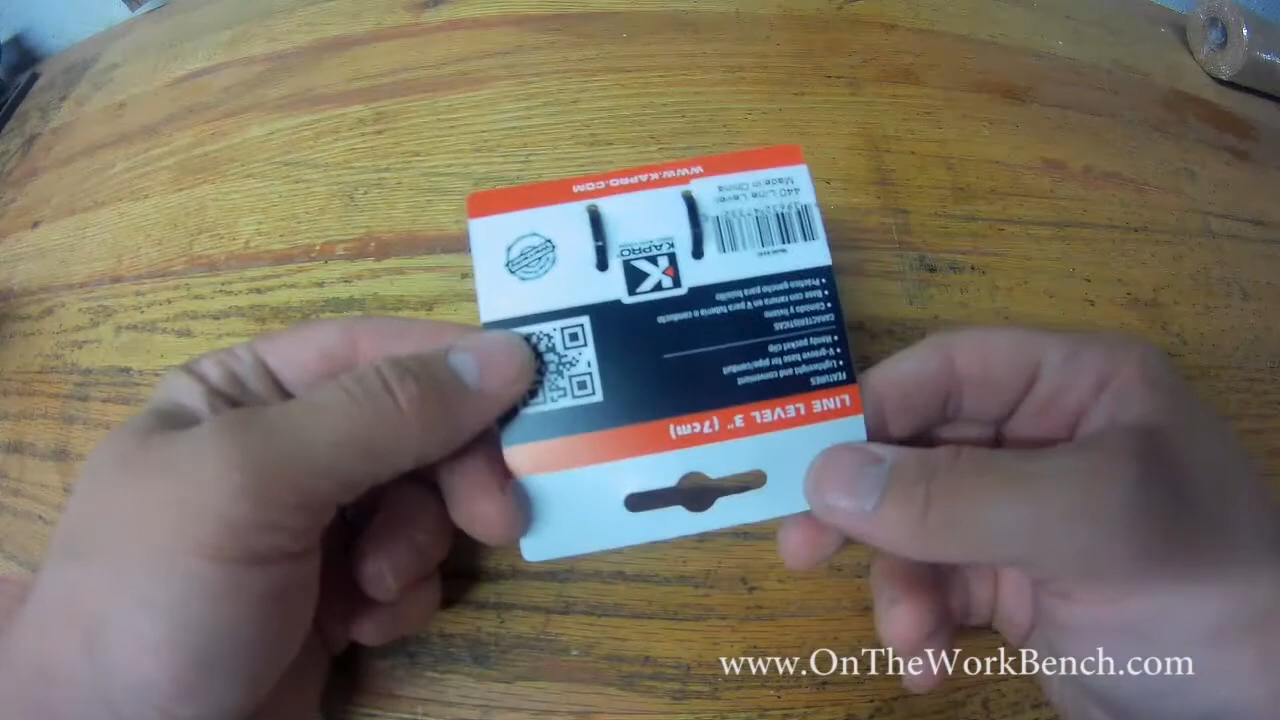 LINE LEVEL 3" (7cm)
FEATURES
• Lightweight and convenient
• V-groove base for pipe/conduit
• Handy pocket clip
CARACTERÍSTICAS
• Cómodo y liviano
• Base con ranura en V para tubería o conducto
• Práctico gancho para bolsillo
KAPRO
440 Line Level
Made in China
WWW.KAPRO.COM
www.OnTheWorkBench.com